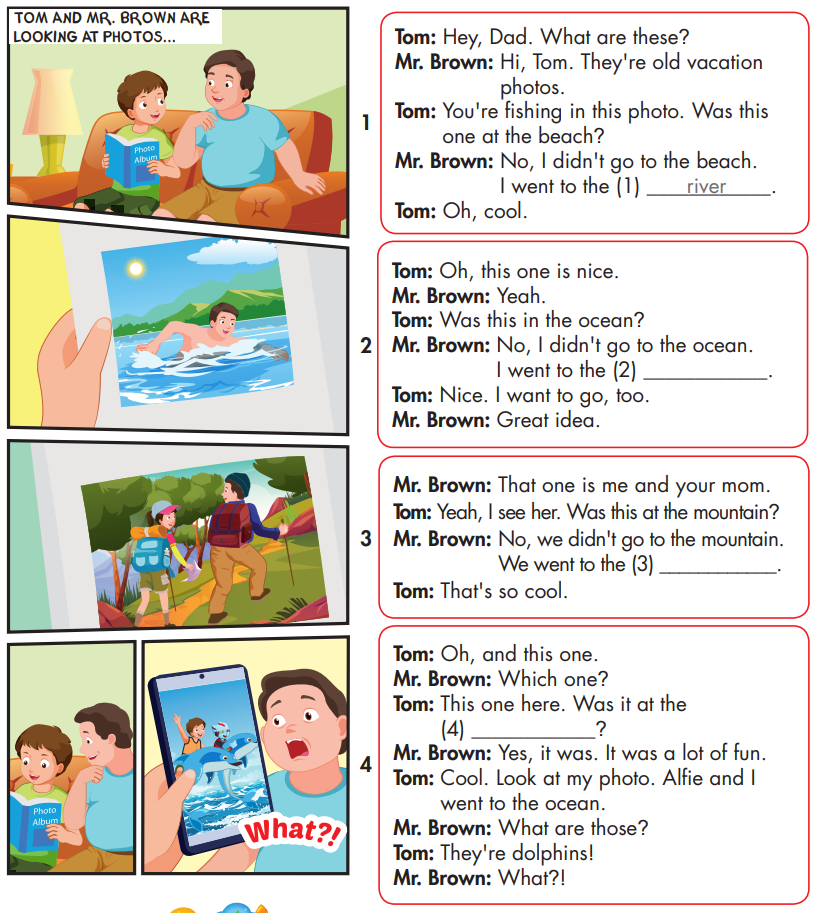 TOM AND MR. BROWN ARE
LOOKING AT PHOTOS...
Photo
Album
1
Tom: Hey, Dad. What are these?
Mr. Brown: Hi, Tom. They're old vacation
photos.
Tom: You're fishing in this photo. Was this
one at the beach?
Mr. Brown: No, I didn't go to the beach.
I went to the (1) ____river____.
Tom: Oh, cool.
2
Tom: Oh, this one is nice.
Mr. Brown: Yeah.
Tom: Was this in the ocean?
Mr. Brown: No, I didn't go to the ocean.
I went to the (2) ____________.
Tom: Nice. I want to go, too.
Mr. Brown: Great idea.
3
Mr. Brown: That one is me and your mom.
Tom: Yeah, I see her. Was this at the mountain?
Mr. Brown: No, we didn't go to the mountain.
We went to the (3) ____________.
Tom: That's so cool.
Photo
Album
What?!
4
Tom: Oh, and this one.
Mr. Brown: Which one?
Tom: This one here. Was it at the
(4) ____________?
Mr. Brown: Yes, it was. It was a lot of fun.
Tom: Cool. Look at my photo. Alfie and I
went to the ocean.
Mr. Brown: What are those?
Tom: They're dolphins!
Mr. Brown: What?!